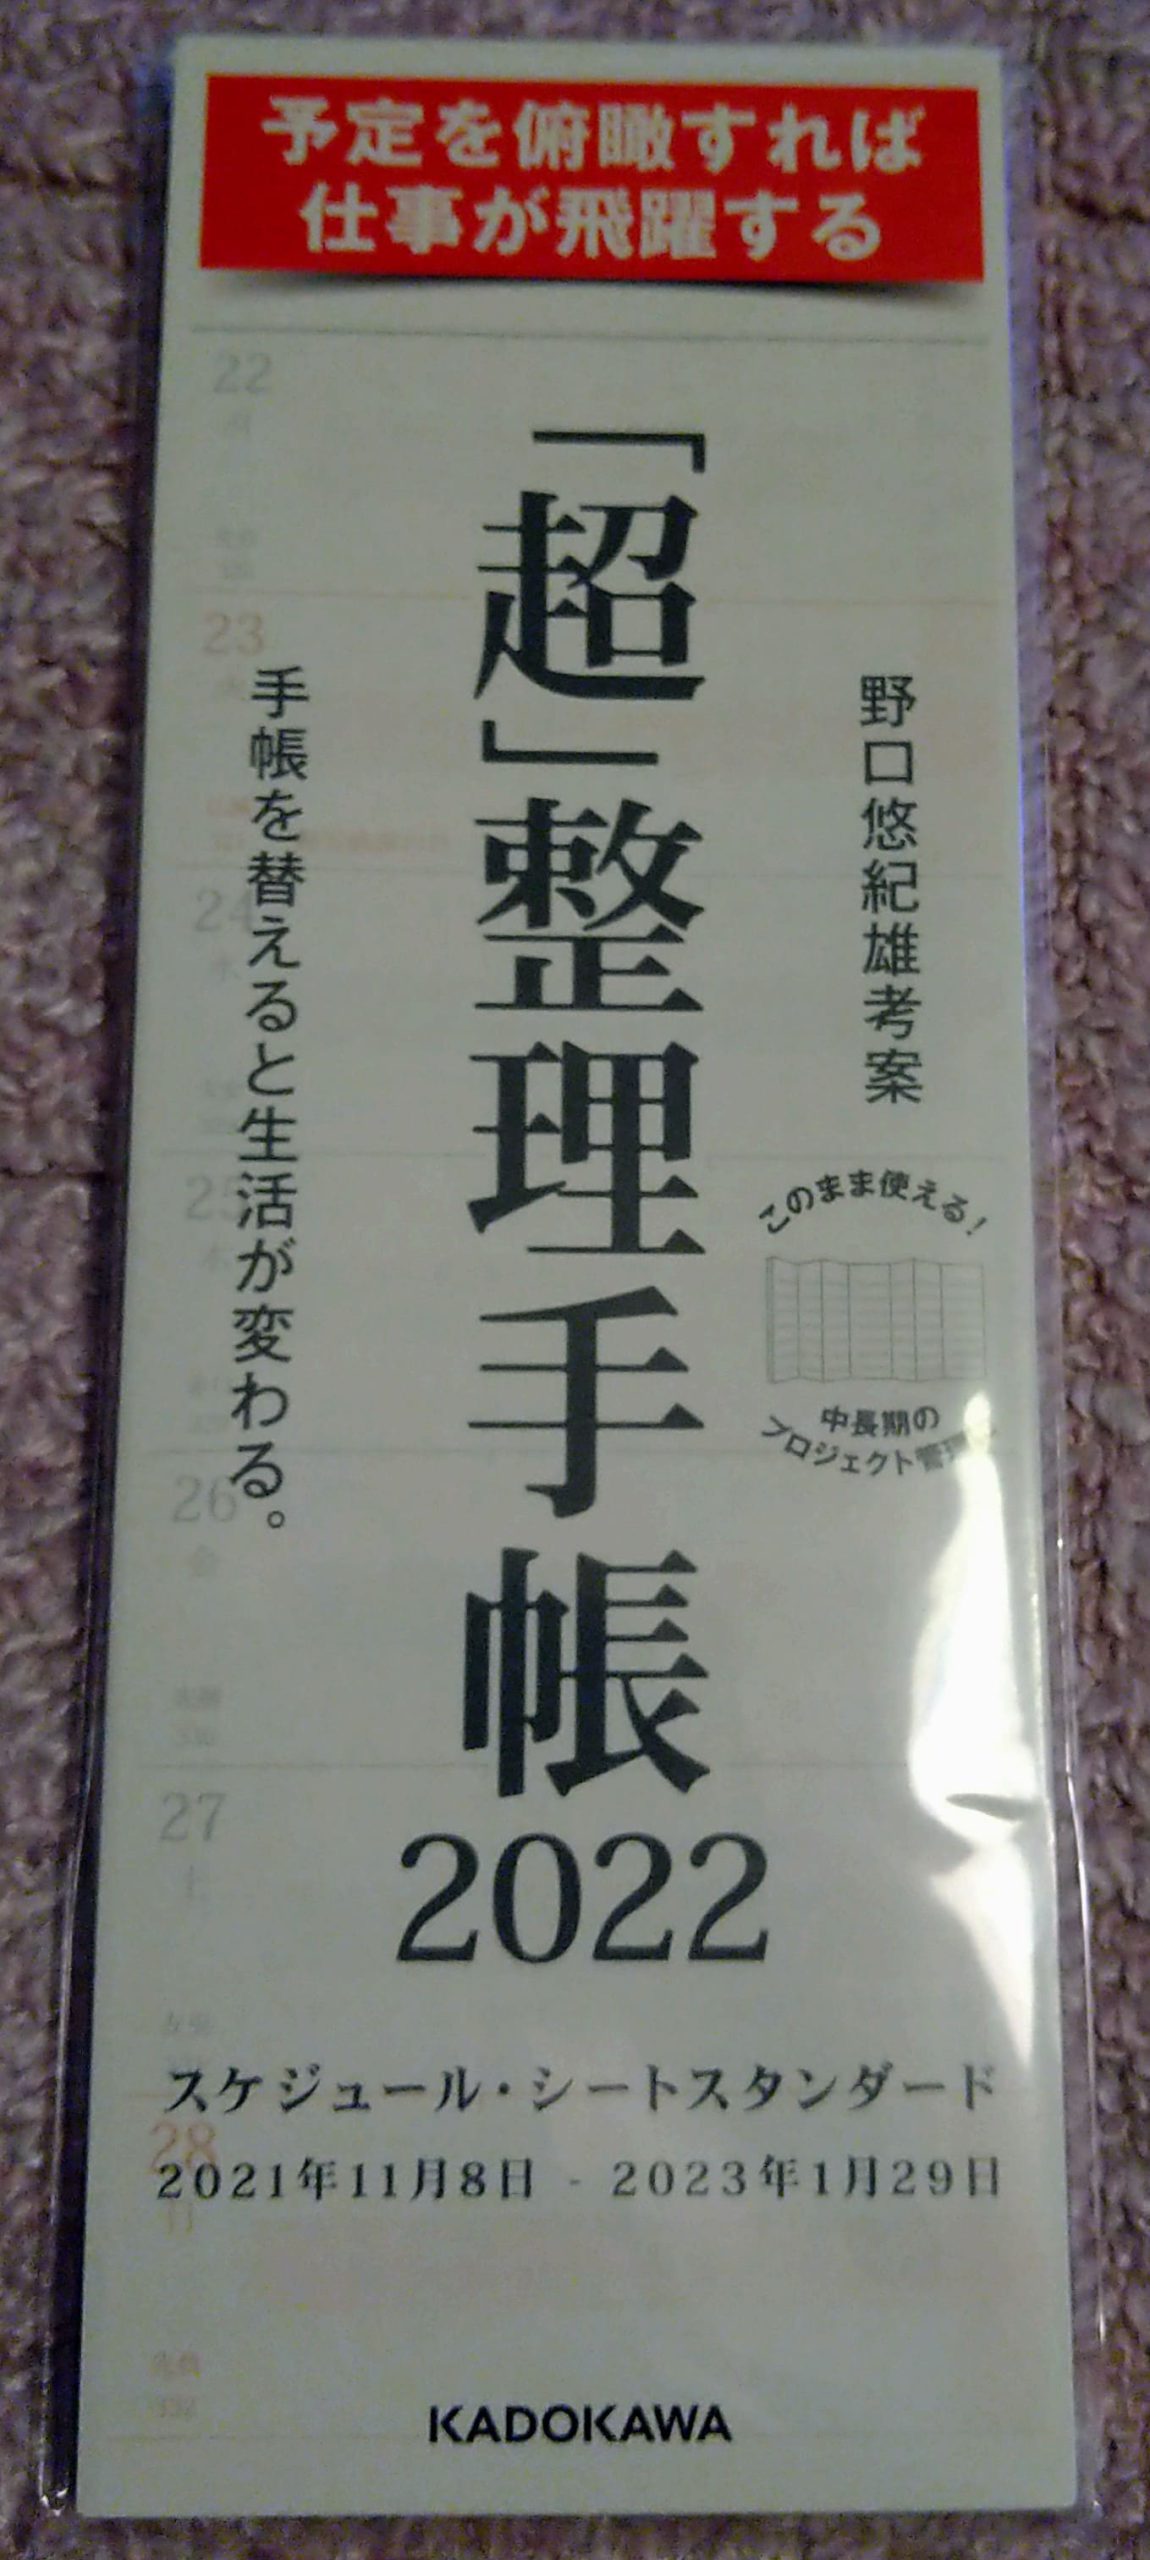 予定を俯瞰すれば
仕事が飛躍する
野口悠紀雄考案
「超」整理手帳
2022
手帳を替えると生活が変わる。
このまま使える!
中長期の
プロジェクト管理
スケジュール・シートスタンダード
2021年11月8日 - 2023年1月29日
KADOKAWA
22
23
24
水
25
木
26
金
27
土
28
日